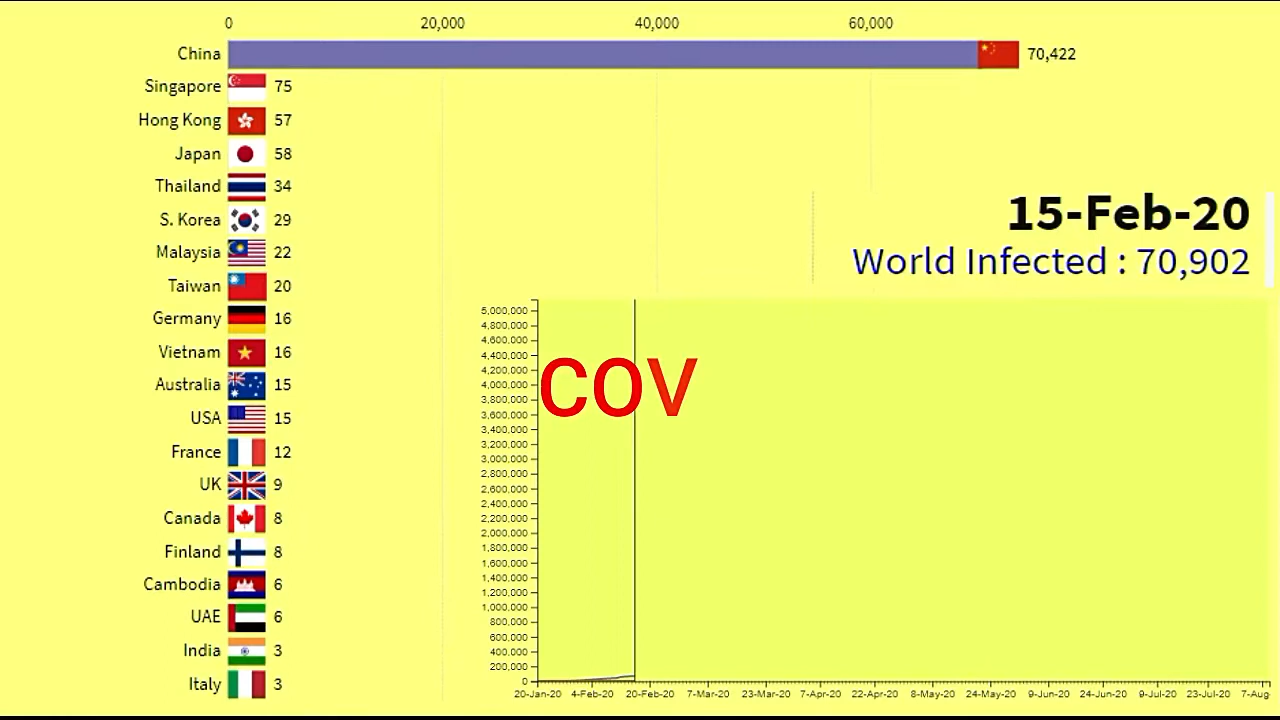 0 20,000 40,000 60,000
China 70,422
Singapore 75
Hong Kong 57
Japan 58
Thailand 34
S. Korea 29
Malaysia 22
Taiwan 20
Germany 16
Vietnam 16
Australia 15
USA 15
France 12
UK 9
Canada 8
Finland 8
Cambodia 6
UAE 6
India 3
Italy 3
15-Feb-20
World Infected : 70,902
COV
5,000,000
4,800,000
4,600,000
4,400,000
4,200,000
4,000,000
3,800,000
3,600,000
3,400,000
3,200,000
3,000,000
2,800,000
2,600,000
2,400,000
2,200,000
2,000,000
1,800,000
1,600,000
1,400,000
1,200,000
1,000,000
800,000
600,000
400,000
200,000
0
20-Jan-20 4-Feb-20 20-Feb-20 7-Mar-20 23-Mar-20 7-Apr-20 22-Apr-20 8-May-20 24-May-20 9-Jun-20 24-Jun-20 9-Jul-20 23-Jul-20 7-Aug